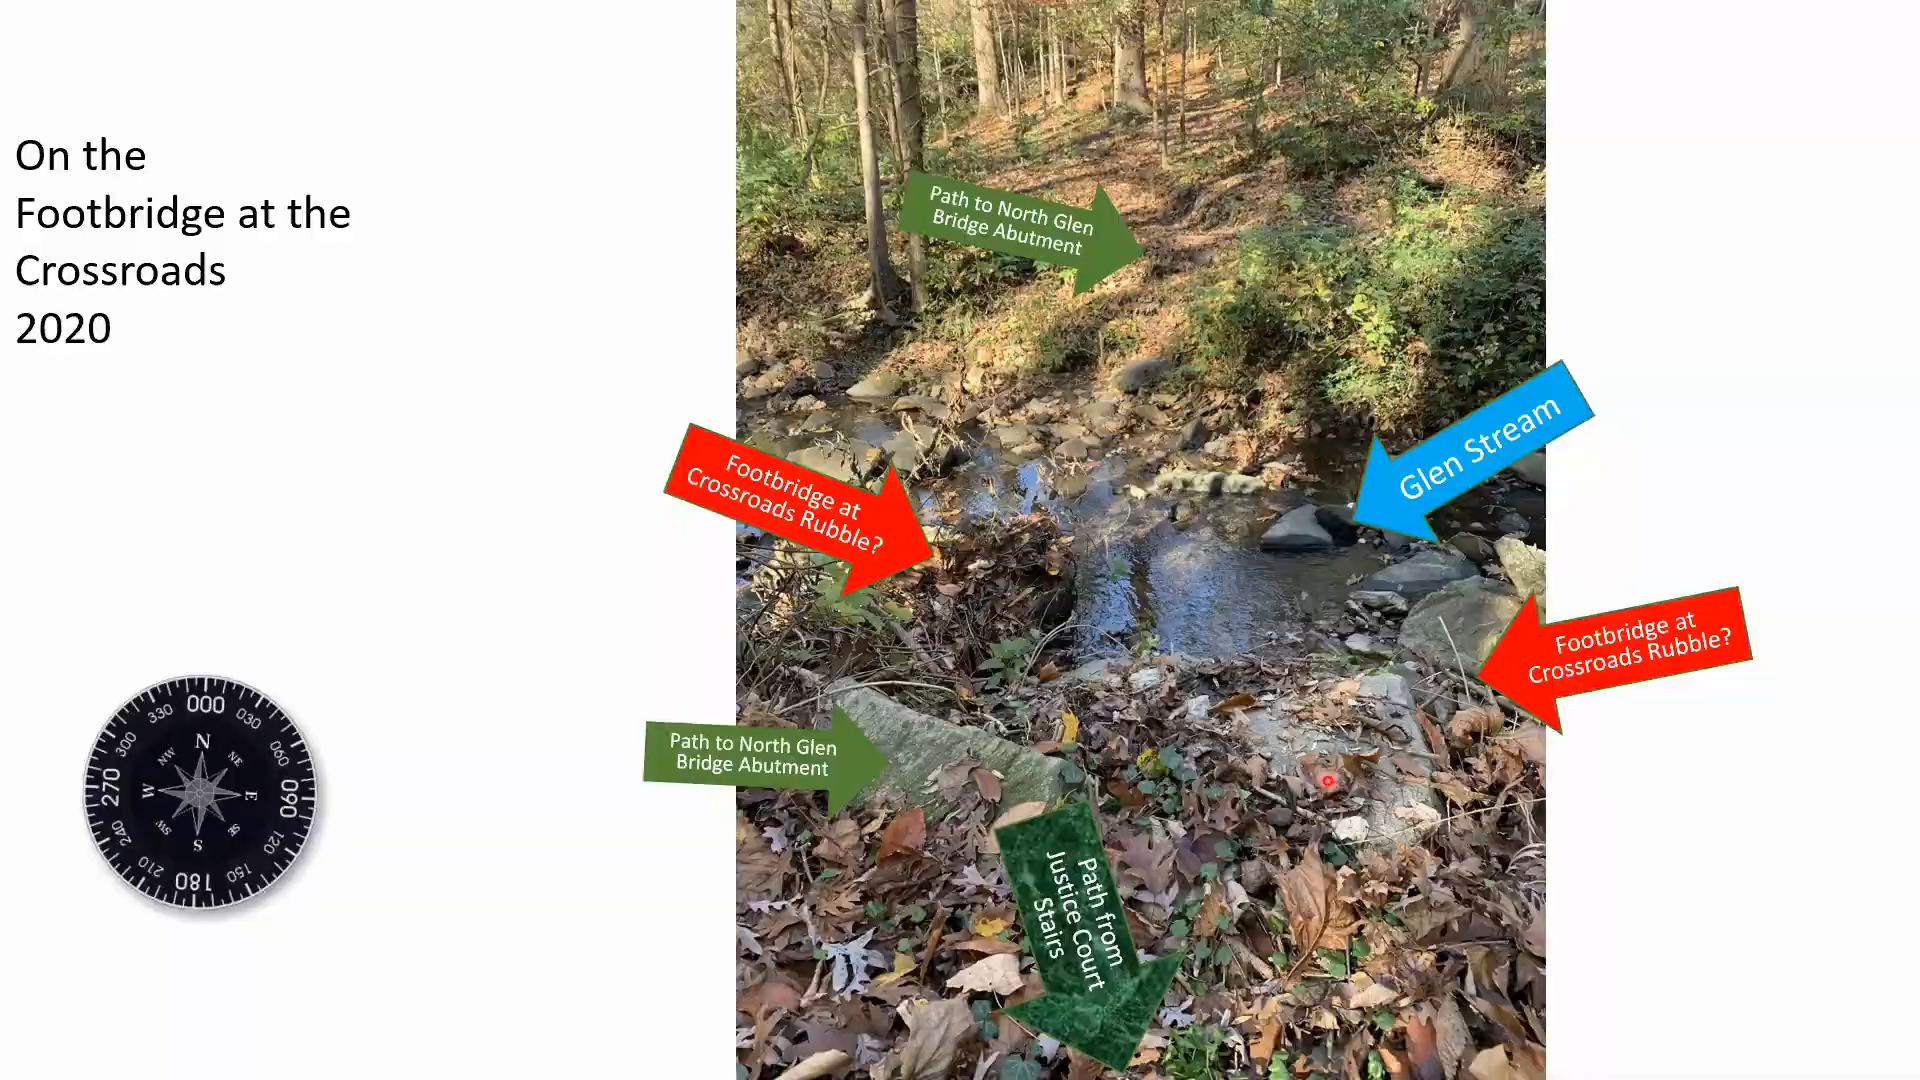 On the
Footbridge at the
Crossroads
2020
Path to North Glen
Bridge Abutment
Glen Stream
Footbridge at
Crossroads Rubble?
Footbridge at
Crossroads Rubble?
Path to North Glen
Bridge Abutment
Path from
Justice Court
Stairs
000
030
060
090
120
150
180
210
240
270
300
330
N
NE
E
SE
S
SW
W
NW